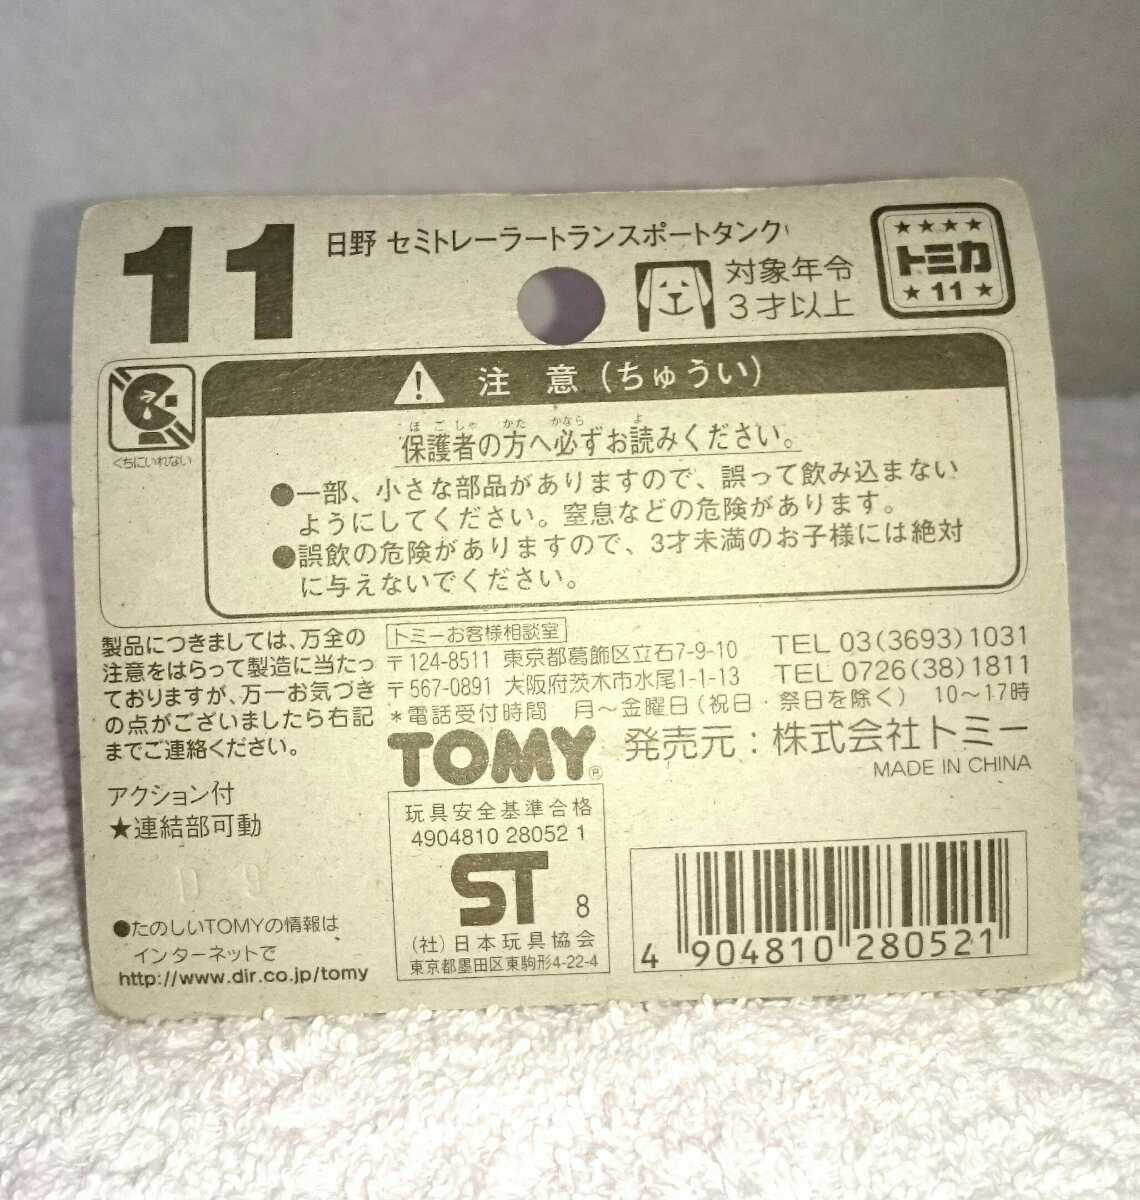 11
日野 セミトレーラートランスポートタンク
対象年令
3才以上
★★★★
トミカ
★ 11 ★
くちにいれない
注 意 (ちゅうい)
ほ ご しゃ かた かなら よ
保護者の方へ必ずお読みください。
●一部、小さな部品がありますので、誤って飲み込まない
ようにしてください。窒息などの危険があります。
●誤飲の危険がありますので、3才未満のお子様には絶対
に与えないでください。
製品につきましては、万全の
注意をはらって製造に当たっ
ておりますが、万一お気づき
の点がございましたら右記
までご連絡ください。
アクション付
★連結部可動
●たのしいTOMYの情報は
インターネットで
http://www.dir.co.jp/tomy
トミーお客様相談室
〒124-8511 東京都葛飾区立石7-9-10 TEL 03(3693)1031
〒567-0891 大阪府茨木市水尾1-1-13 TEL 0726(38)1811
*電話受付時間 月〜金曜日(祝日・祭日を除く) 10〜17時
TOMY® 発売元:株式会社トミー
MADE IN CHINA
玩具安全基準合格
4904810 28052 1
ST 8
(社)日本玩具協会
東京都墨田区東駒形4-22-4
4 904810 280521